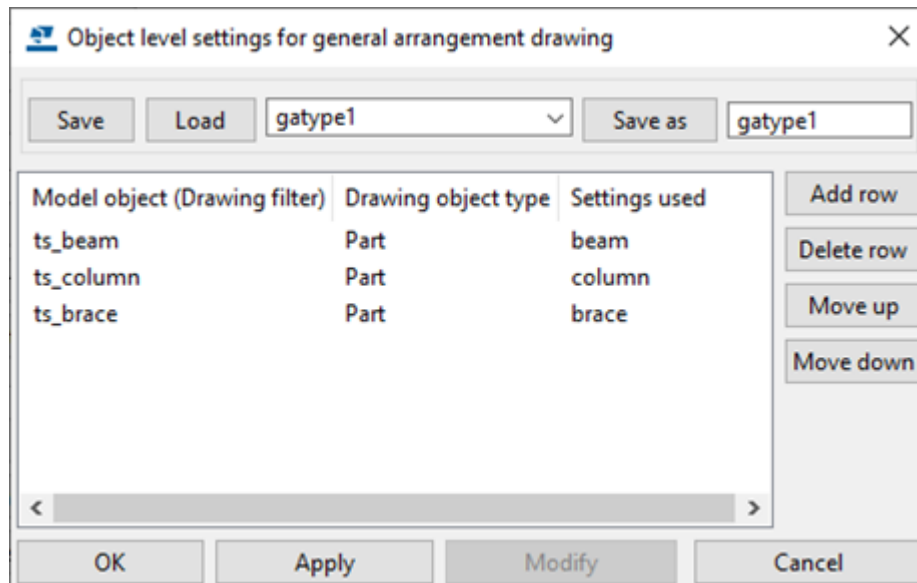 Object level settings for general arrangement drawing
Save Load gatype1 Save as gatype1
Model object (Drawing filter) Drawing object type Settings used
ts_beam Part beam
ts_column Part column
ts_brace Part brace
Add row
Delete row
Move up
Move down
OK Apply Modify Cancel